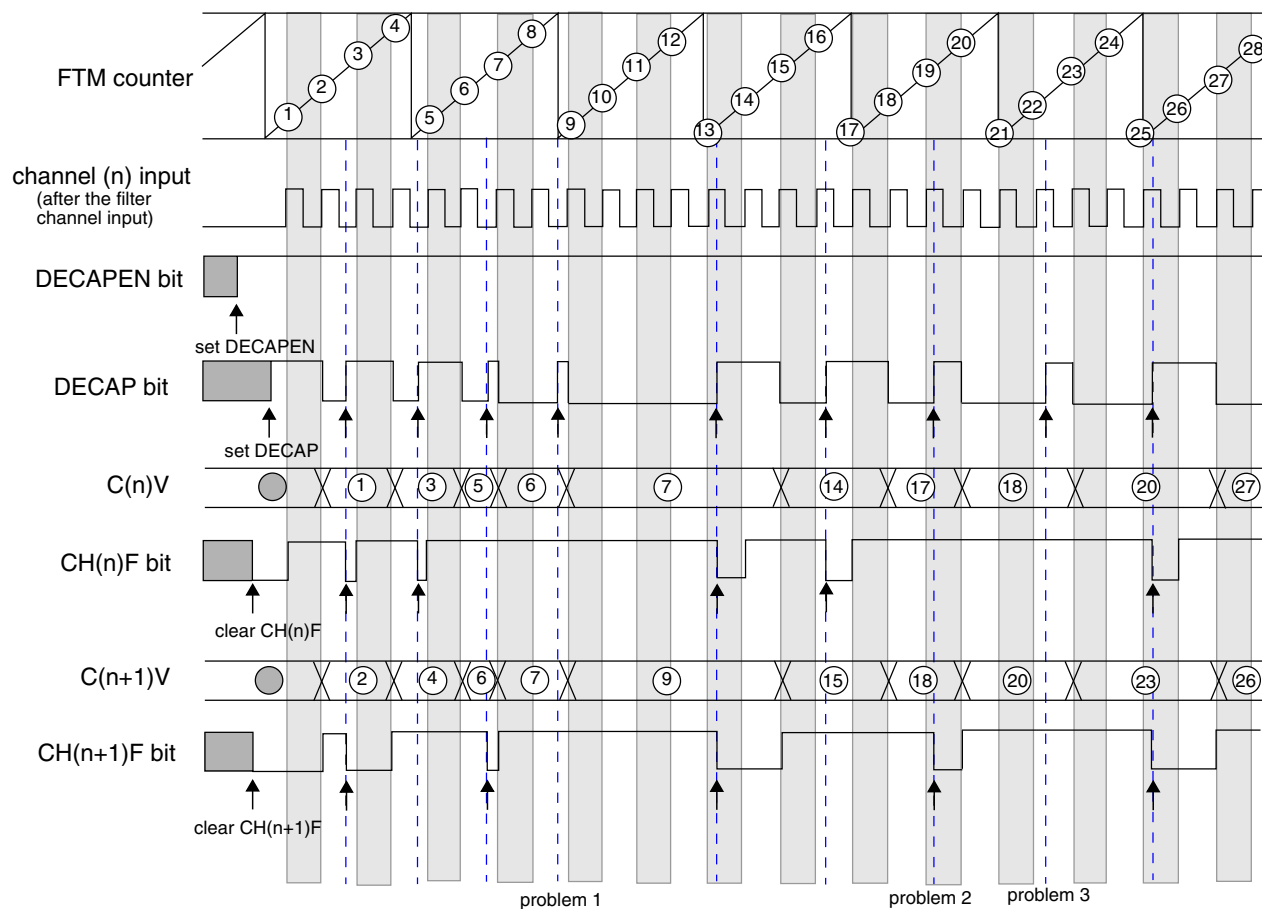 4 8 12 16 20 24
3 7 11 15 19 23 28
FTM counter
2 6 10 14 18 22 26 27
1 5 9 13 17 21 25
channel (n) input
(after the filter
channel input)
DECAPEN bit
set DECAPEN
DECAP bit
set DECAP
C(n)V 1 3 5 6 7 14 17 18 20 27
CH(n)F bit
clear CH(n)F
C(n+1)V 2 4 6 7 9 15 18 20 23 26
CH(n+1)F bit
clear CH(n+1)F
problem 1 problem 2 problem 3